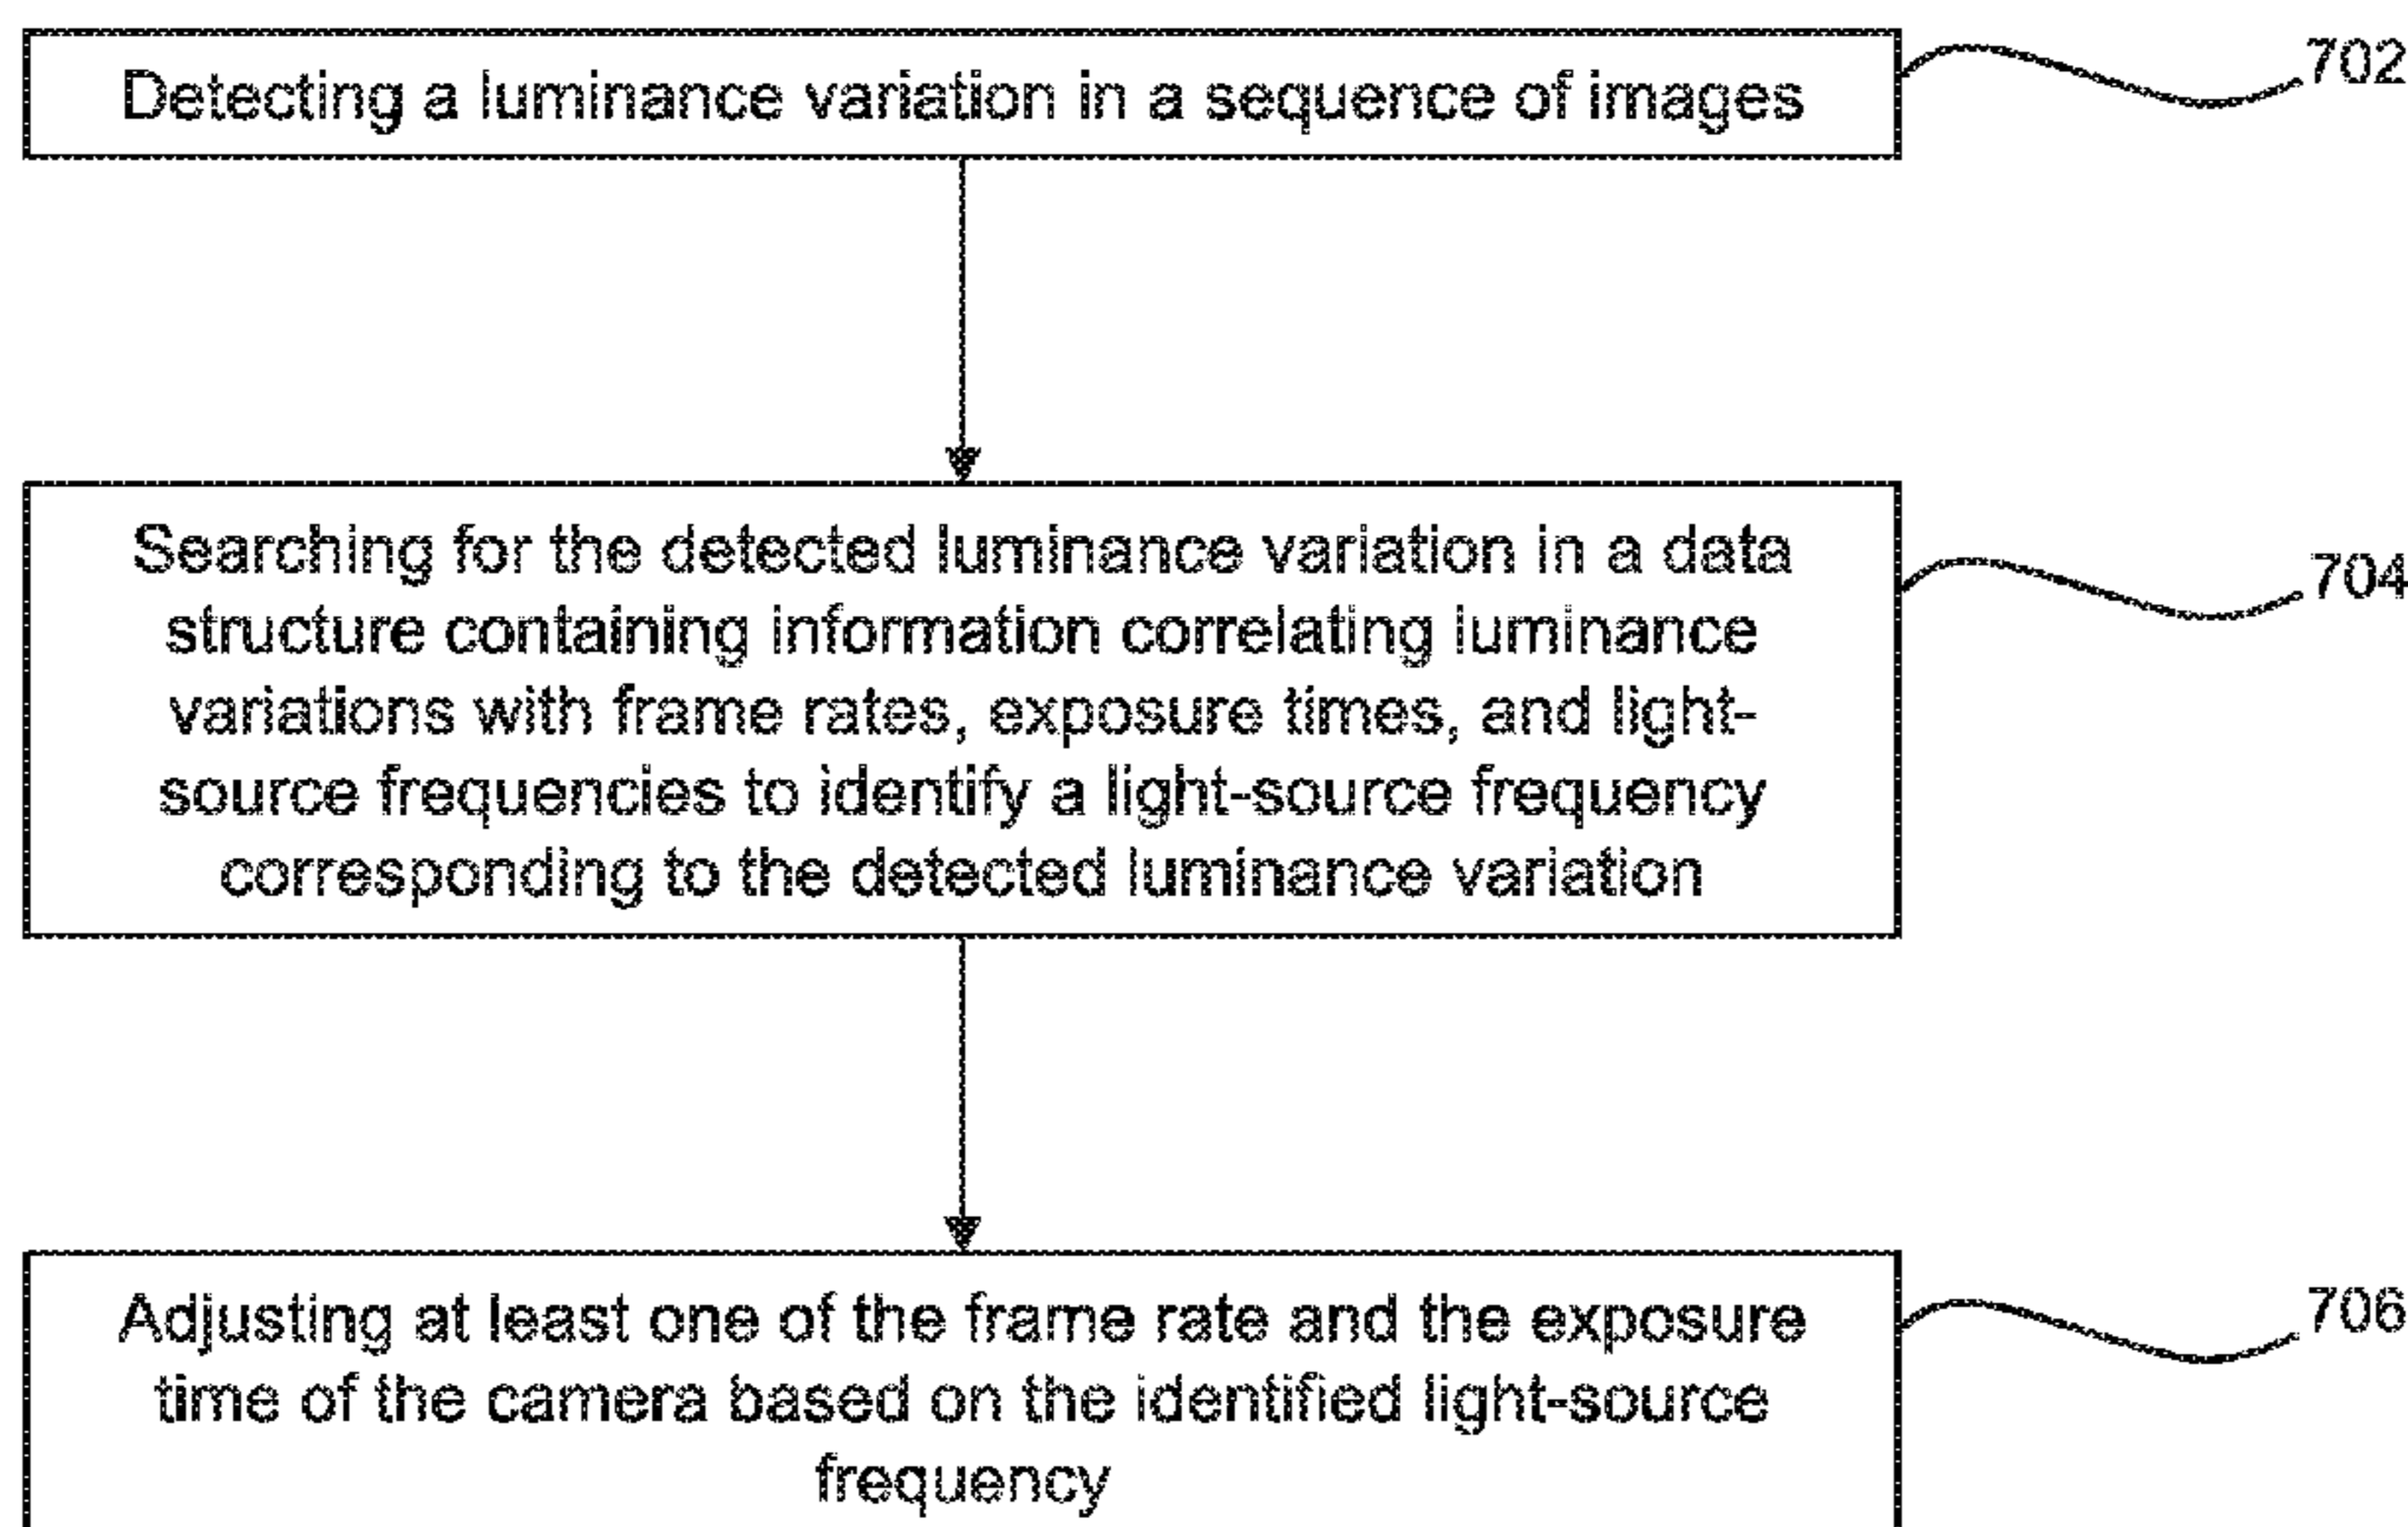 Detecting a luminance variation in a sequence of images
702
Searching for the detected luminance variation in a data
structure containing information correlating luminance
variations with frame rates, exposure times, and light-
source frequencies to identify a light-source frequency
corresponding to the detected luminance variation
704
Adjusting at least one of the frame rate and the exposure
time of the camera based on the identified light-source
frequency
706